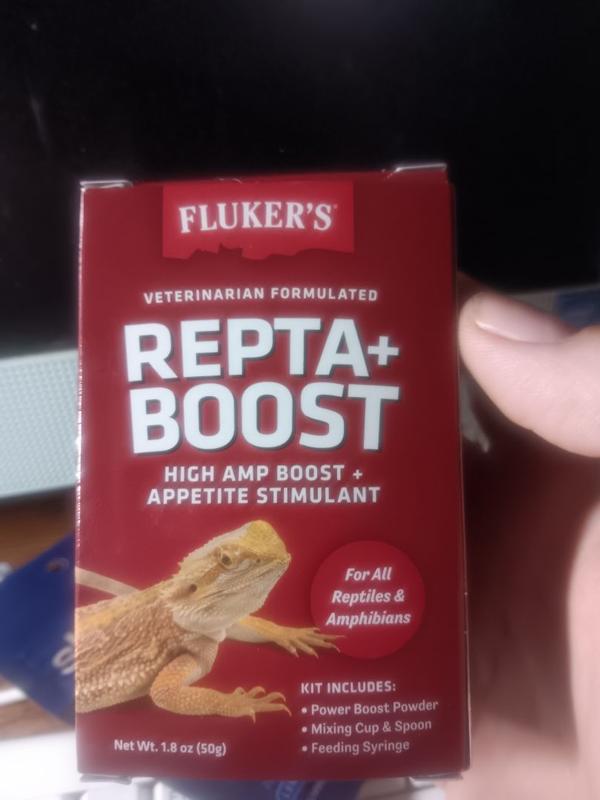 FLUKER'S
VETERINARIAN FORMULATED
REPTA+
BOOST
HIGH AMP BOOST +
APPETITE STIMULANT
For All
Reptiles &
Amphibians
KIT INCLUDES:
• Power Boost Powder
• Mixing Cup & Spoon
• Feeding Syringe
Net Wt. 1.8 oz (50g)